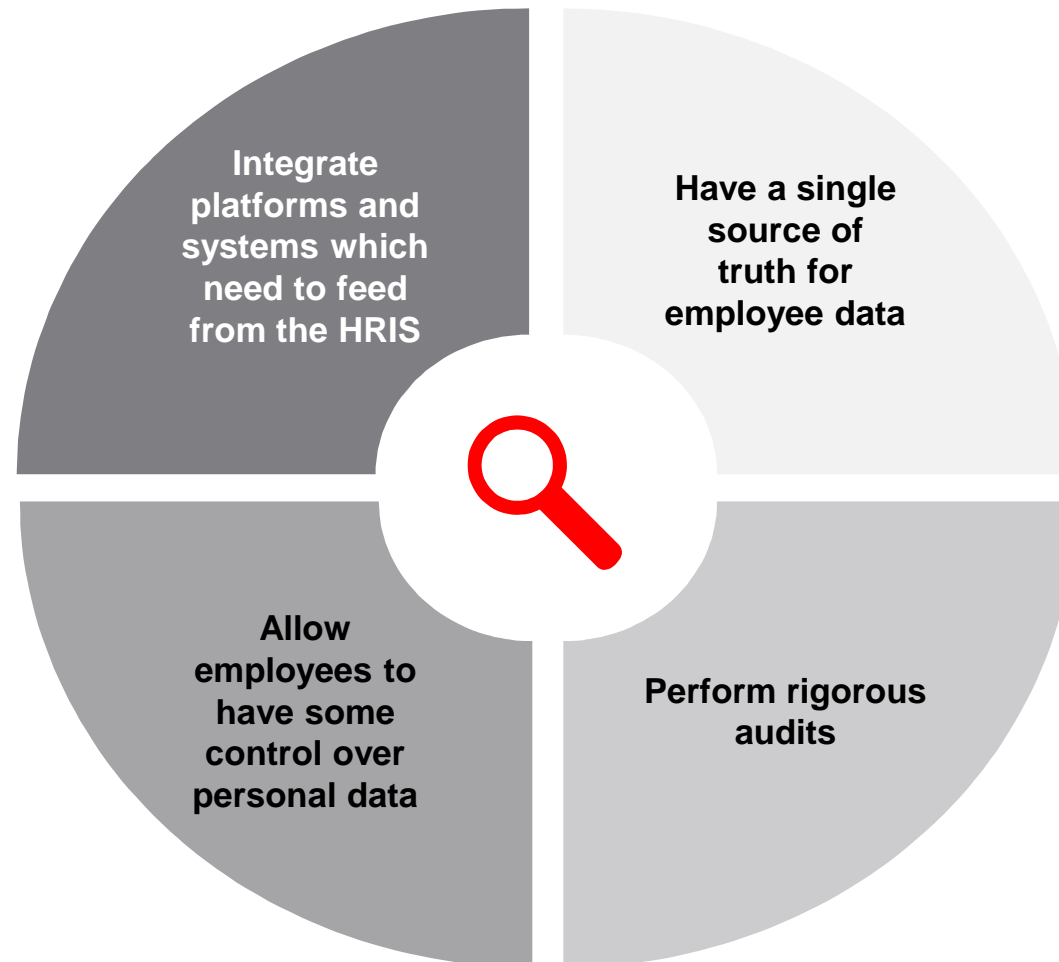 Integrate
platforms and
systems which
need to feed
from the HRIS
Have a single
source of
truth for
employee data
Allow
employees to
have some
control over
personal data
Perform rigorous
audits